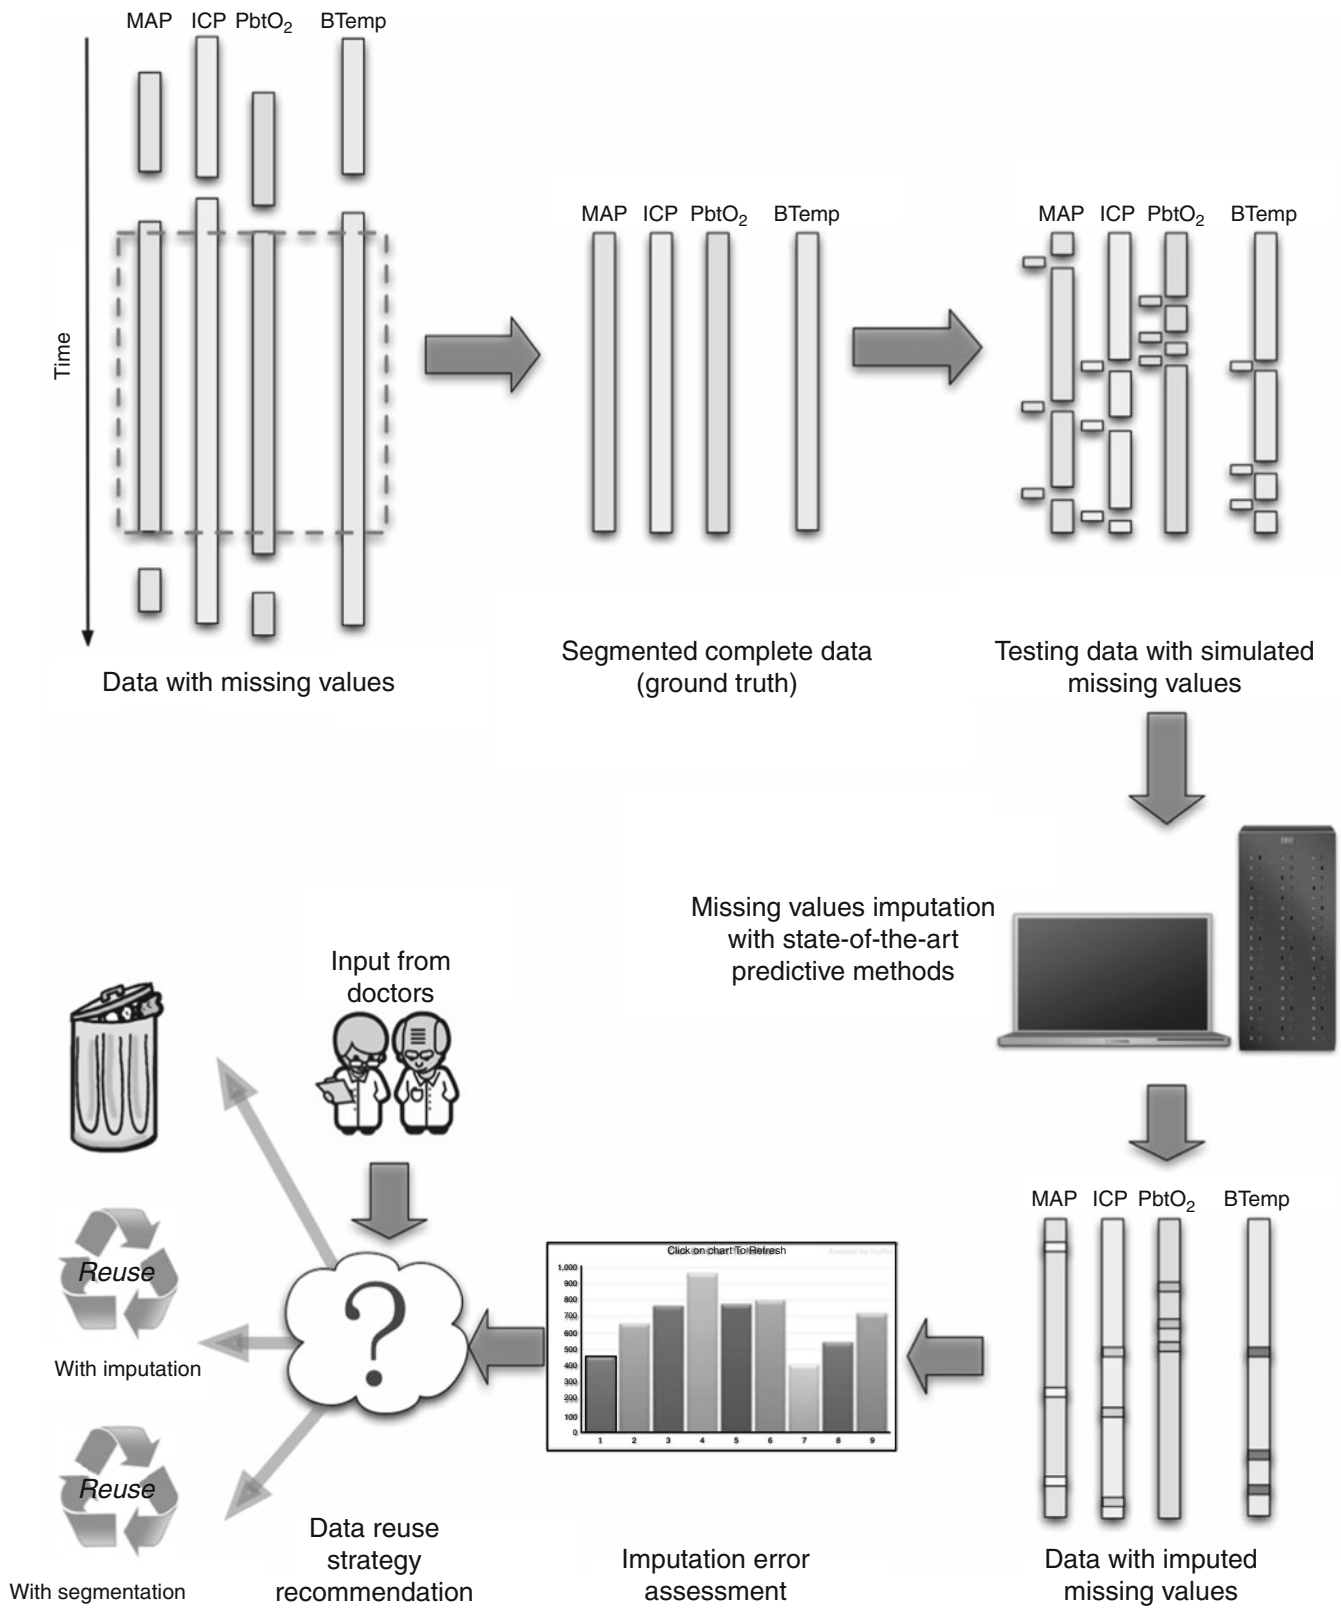 MAP ICP PbtO2 BTemp
Time
Data with missing values
MAP ICP PbtO2 BTemp
Segmented complete data
(ground truth)
MAP ICP PbtO2 BTemp
Testing data with simulated
missing values
Missing values imputation
with state-of-the-art
predictive methods
MAP ICP PbtO2 BTemp
Data with imputed
missing values
Click on chart To Refresh
1,000
900
800
700
600
500
400
300
200
100
0
1 2 3 4 5 6 7 8 9
Imputation error
assessment
Input from
doctors
?
Data reuse
strategy
recommendation
Reuse
With imputation
Reuse
With segmentation